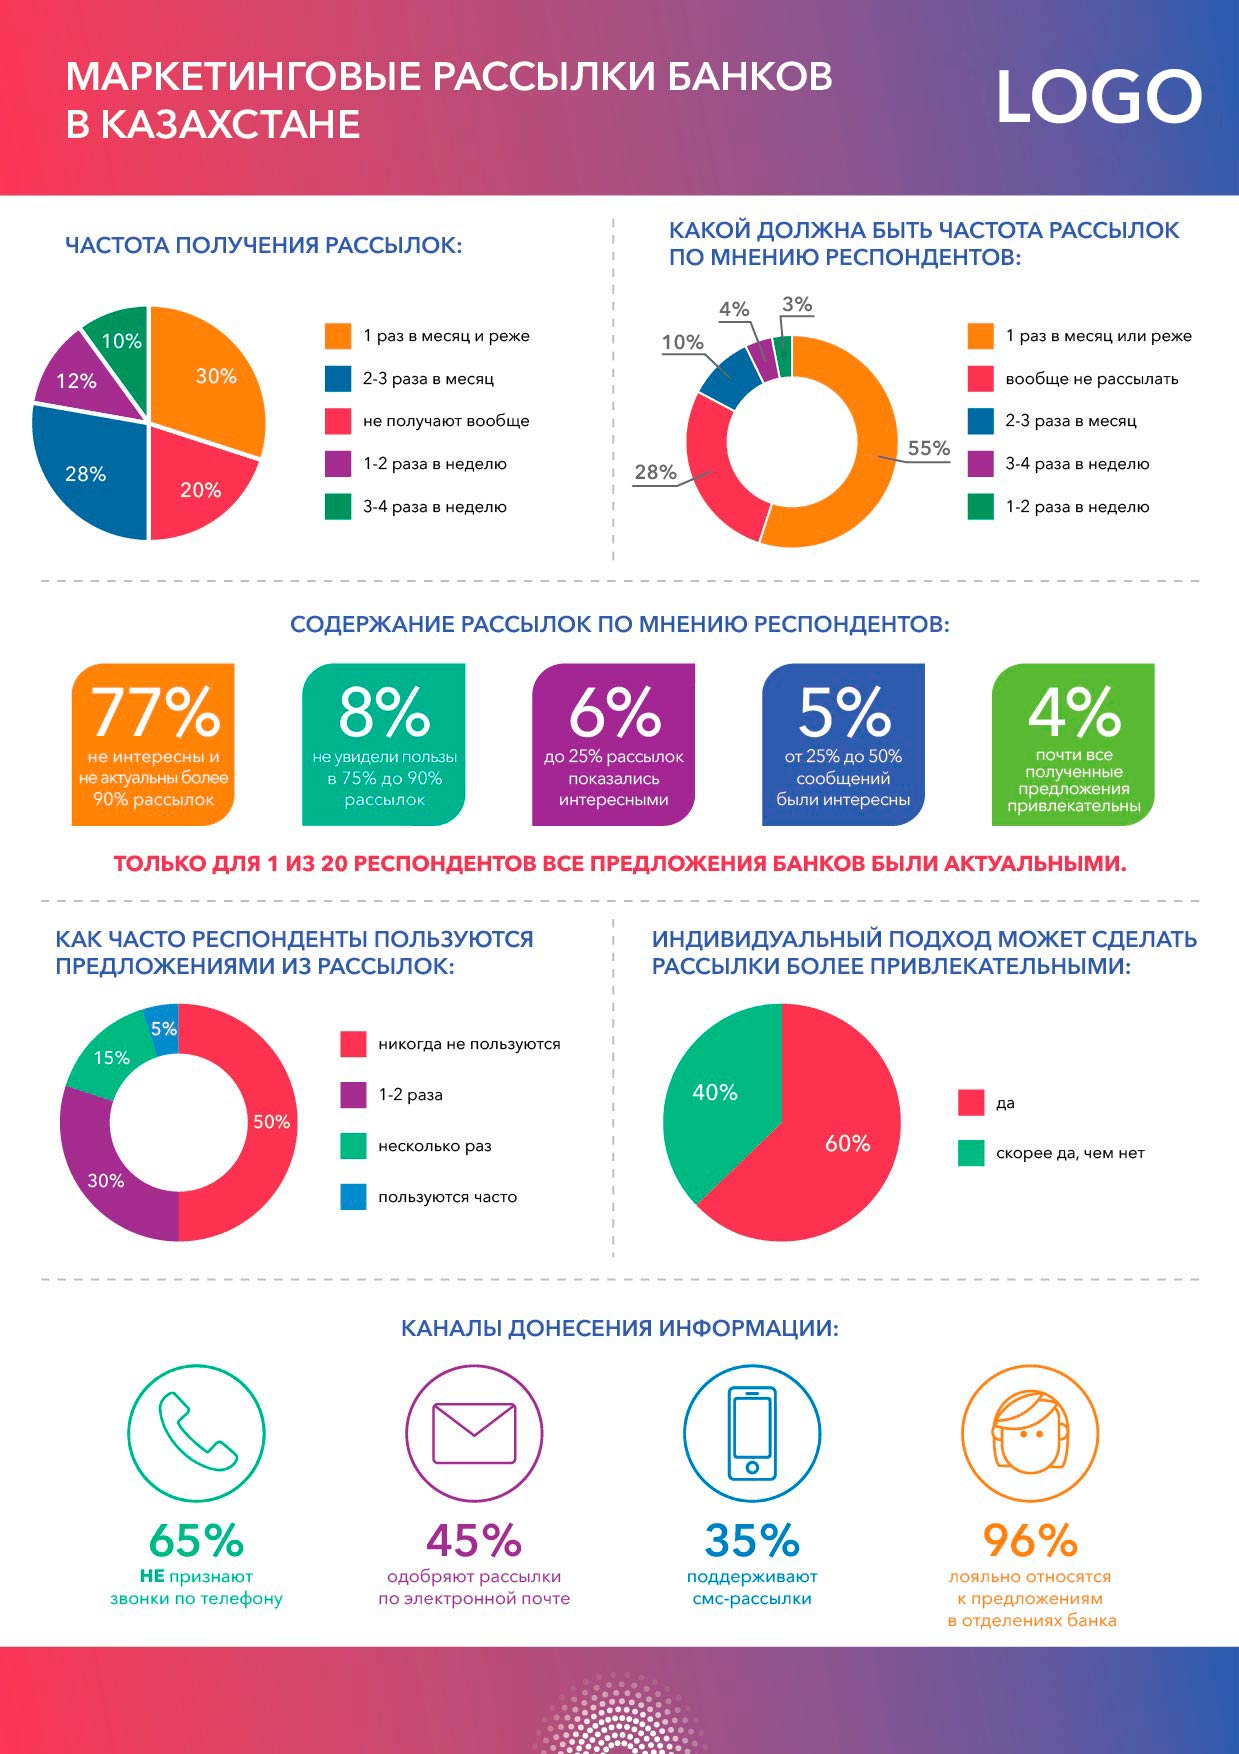 МАРКЕТИНГОВЫЕ РАССЫЛКИ БАНКОВ
В КАЗАХСТАНЕ
LOGO
ЧАСТОТА ПОЛУЧЕНИЯ РАССЫЛОК:
10%
30%
12%
28%
20%
1 раз в месяц и реже
2-3 раза в месяц
не получают вообще
1-2 раза в неделю
3-4 раза в неделю
КАКОЙ ДОЛЖНА БЫТЬ ЧАСТОТА РАССЫЛОК
ПО МНЕНИЮ РЕСПОНДЕНТОВ:
3%
4%
10%
55%
28%
1 раз в месяц или реже
вообще не рассылать
2-3 раза в месяц
3-4 раза в неделю
1-2 раза в неделю
СОДЕРЖАНИЕ РАССЫЛОК ПО МНЕНИЮ РЕСПОНДЕНТОВ:
77%
не интересны и
не актуальны более
90% рассылок
8%
не увидели пользы
в 75% до 90%
рассылок
6%
до 25% рассылок
показались
интересными
5%
от 25% до 50%
сообщений
были интересны
4%
почти все
полученные
предложения
привлекательны
ТОЛЬКО ДЛЯ 1 ИЗ 20 РЕСПОНДЕНТОВ ВСЕ ПРЕДЛОЖЕНИЯ БАНКОВ БЫЛИ АКТУАЛЬНЫМИ.
КАК ЧАСТО РЕСПОНДЕНТЫ ПОЛЬЗУЮТСЯ
ПРЕДЛОЖЕНИЯМИ ИЗ РАССЫЛОК:
5%
15%
50%
30%
никогда не пользуются
1-2 раза
несколько раз
пользуются часто
ИНДИВИДУАЛЬНЫЙ ПОДХОД МОЖЕТ СДЕЛАТЬ
РАССЫЛКИ БОЛЕЕ ПРИВЛЕКАТЕЛЬНЫМИ:
40%
60%
да
скорее да, чем нет
КАНАЛЫ ДОНЕСЕНИЯ ИНФОРМАЦИИ:
65%
НЕ признают
звонки по телефону
45%
одобряют рассылки
по электронной почте
35%
поддерживают
смс-рассылки
96%
лояльно относятся
к предложениям
в отделениях банка